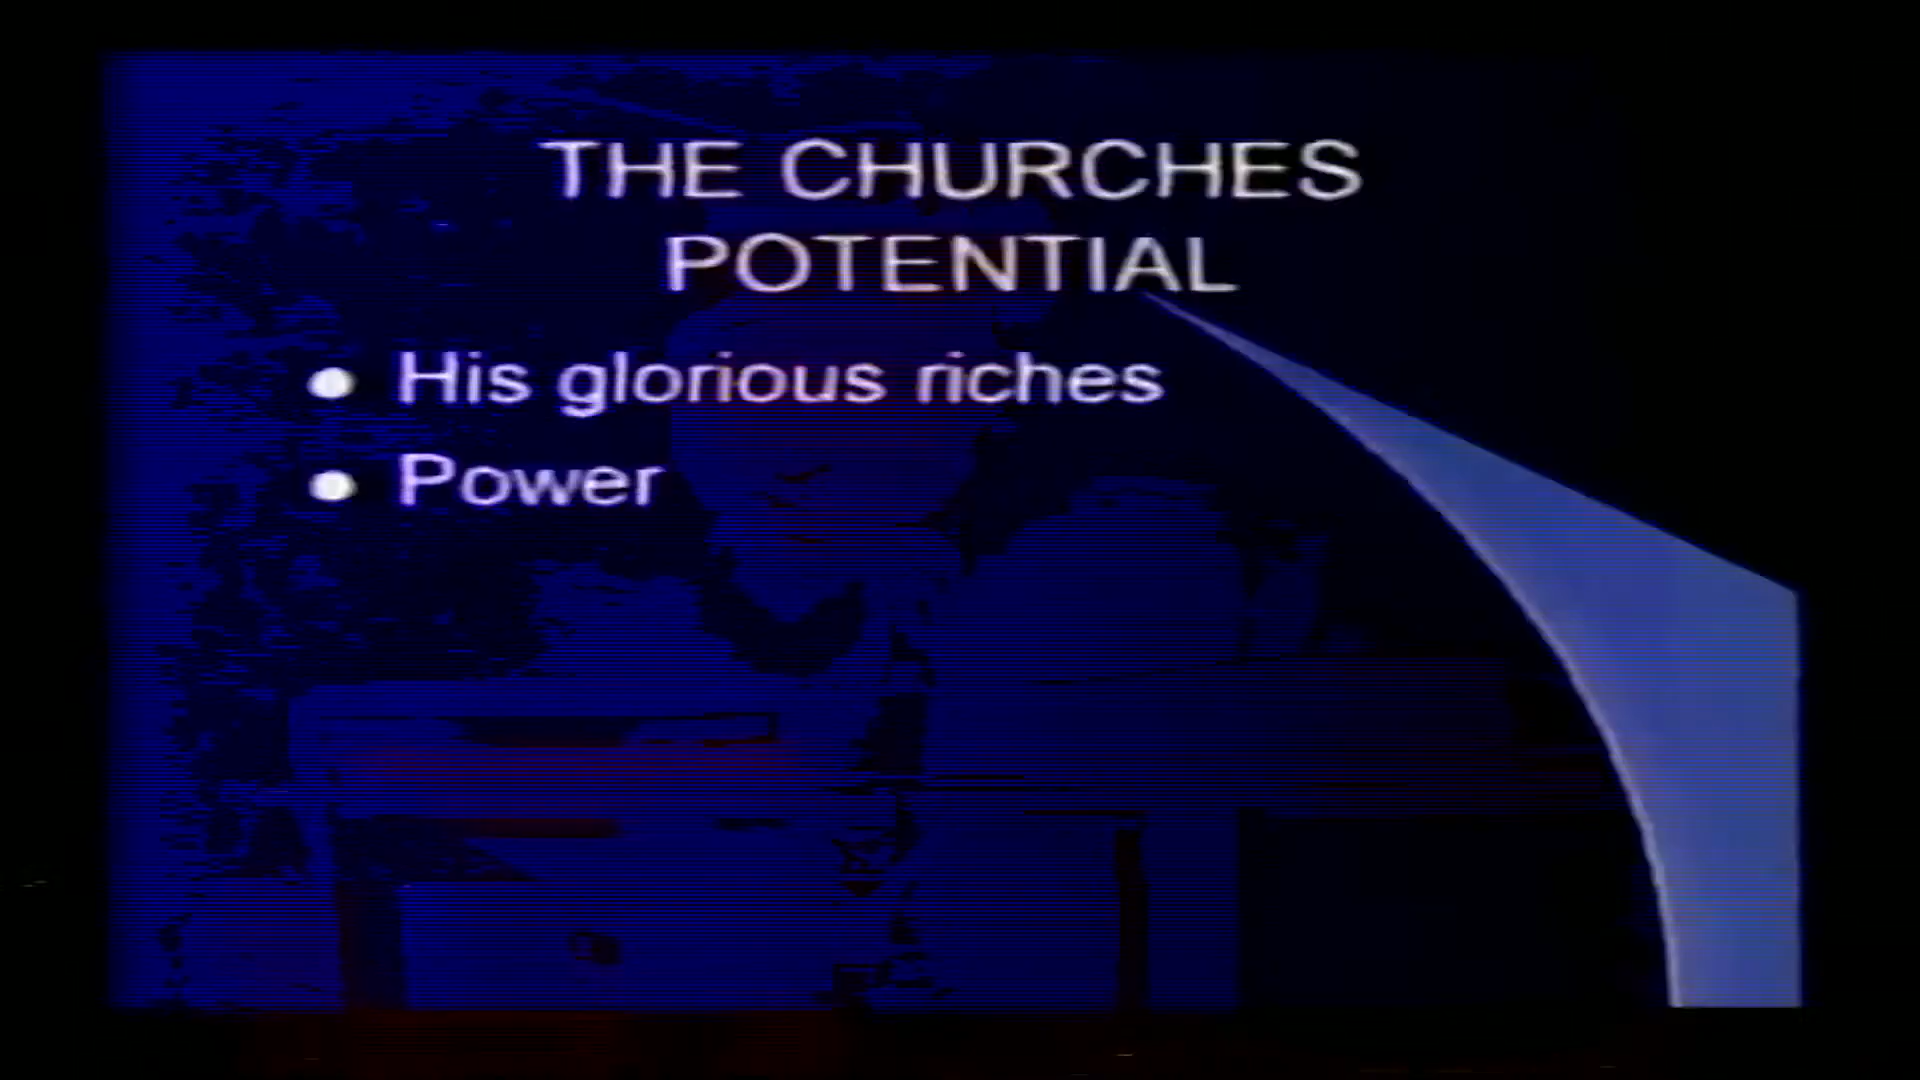 THE CHURCHES
POTENTIAL
● His glorious riches
● Power